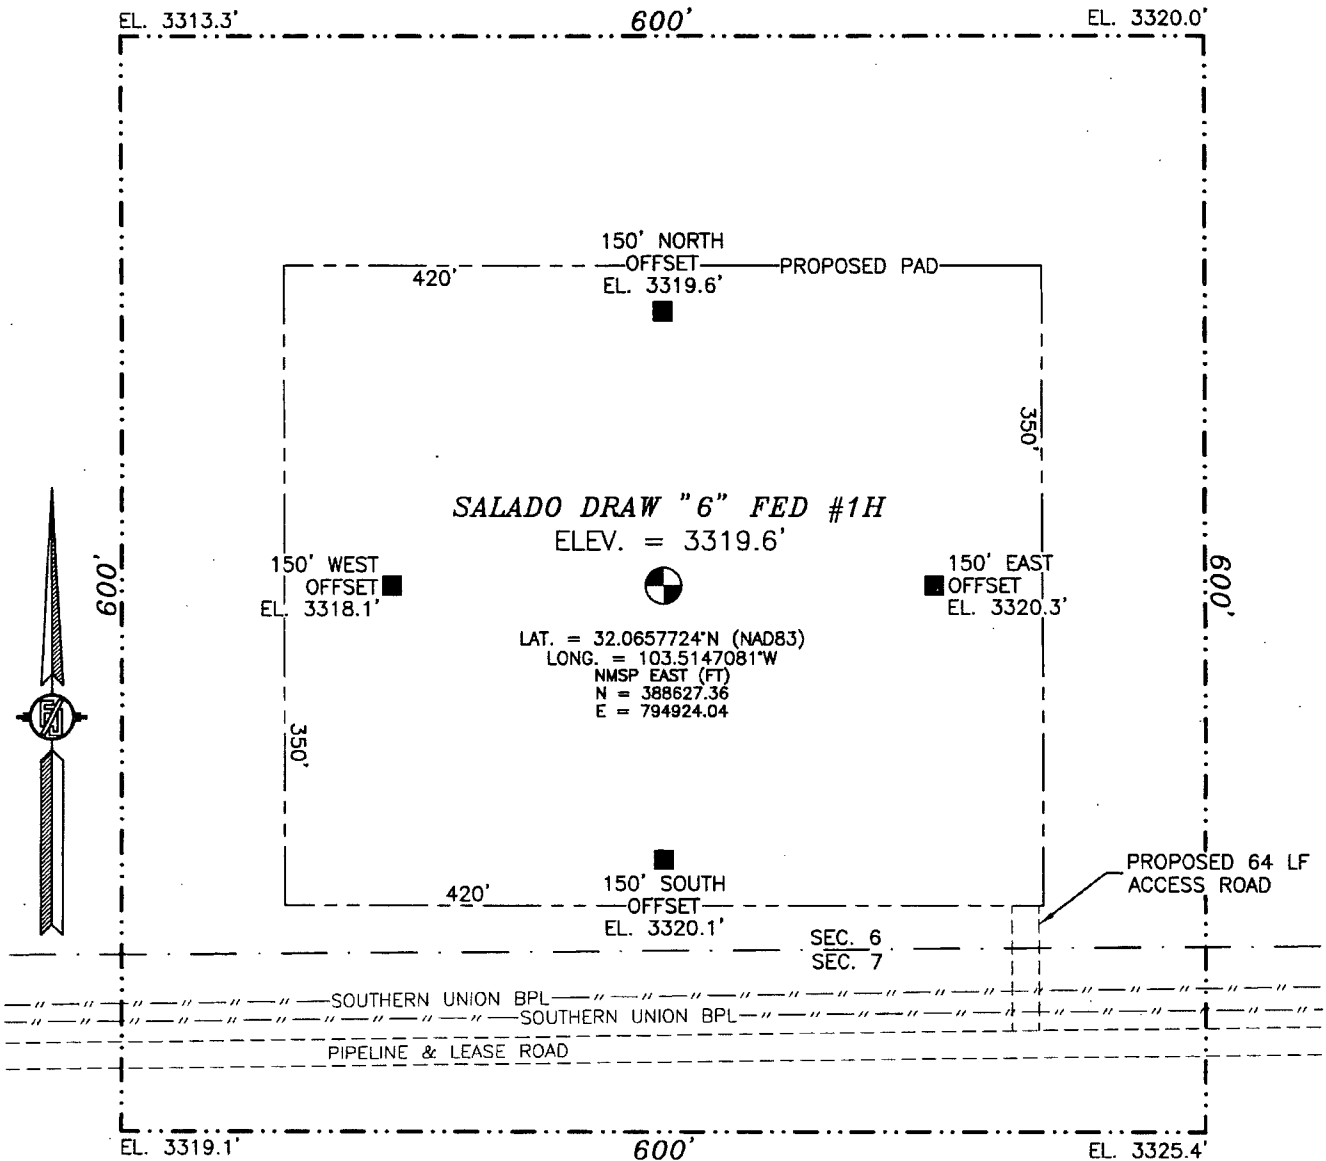 EL. 3313.3'
600'
EL. 3320.0'
150' NORTH
OFFSET
EL. 3319.6'
420'
PROPOSED PAD
350'
SALADO DRAW "6" FED #1H
ELEV. = 3319.6'
600'
150' WEST
OFFSET
EL. 3318.1'
150' EAST
OFFSET
EL. 3320.3'
600'
LAT. = 32.0657724°N (NAD83)
LONG. = 103.5147081°W
NMSP EAST (FT)
N = 388627.36
E = 794924.04
350'
420'
150' SOUTH
OFFSET
EL. 3320.1'
PROPOSED 64 LF
ACCESS ROAD
SEC. 6
SEC. 7
SOUTHERN UNION BPL
SOUTHERN UNION BPL
PIPELINE & LEASE ROAD
EL. 3319.1'
600'
EL. 3325.4'